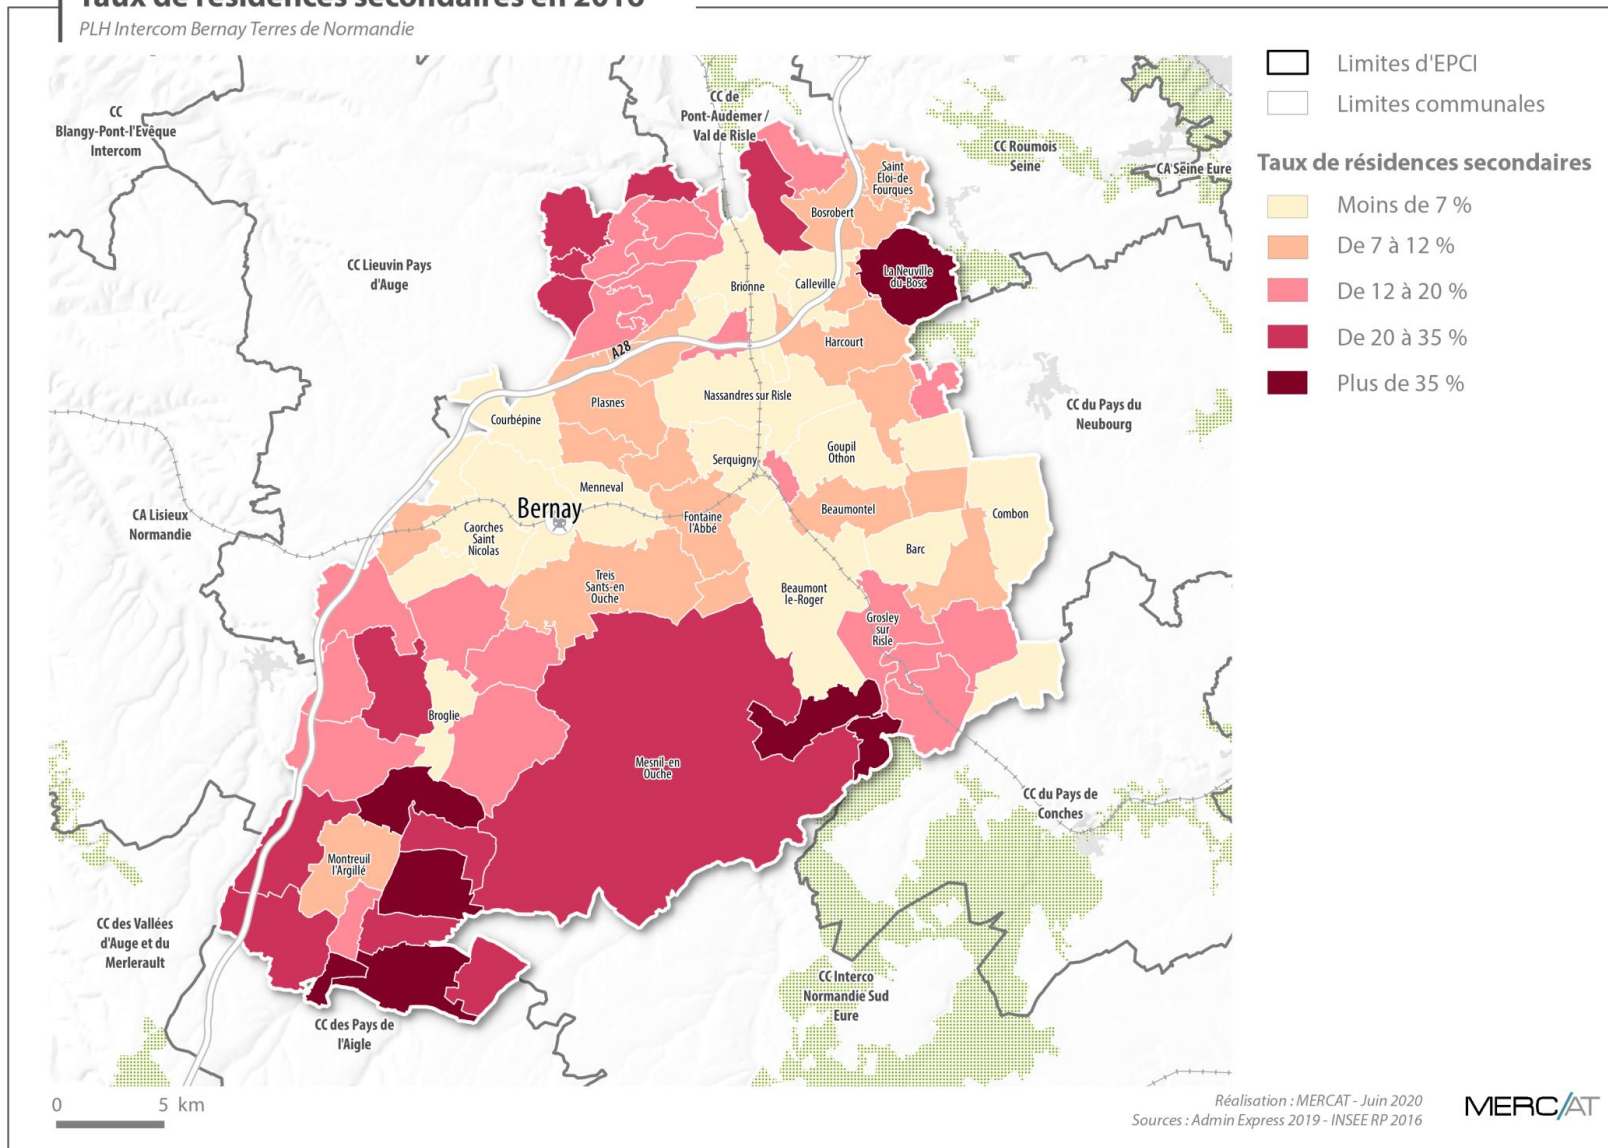 Taux de résidences secondaires en 2016
PLH Intercom Bernay Terres de Normandie
Limites d'EPCI
Limites communales
Taux de résidences secondaires
Moins de 7 %
De 7 à 12 %
De 12 à 20 %
De 20 à 35 %
Plus de 35 %
CC
Blangy-Pont-l'Evêque
Intercom
CC de
Pont-Audemer /
Val de Risle
CC Roumois
Seine
CA Seine Eure
Saint
Éloi-de
Fourques
Bosrobert
CC Lieuvin Pays
d'Auge
La Neuville
du-Bosc
Brionne
Calleville
A28
Harcourt
Plasnes
Nassandres sur Risle
CC du Pays du
Neubourg
Courbépine
Goupil
Othon
Serquigny
Menneval
Bernay
CA Lisieux
Normandie
Caorches
Saint
Nicolas
Fontaine
l'Abbé
Beaumontel
Combon
Barc
Treis
Sants-en
Ouche
Beaumont
le-Roger
Grosley
sur
Risle
Broglie
Mesnil-en
Ouche
CC du Pays de
Conches
Montreuil
l'Argillé
CC des Vallées
d'Auge et du
Merlerault
CC Interco
Normandie Sud
Eure
CC des Pays de
l'Aigle
0 5 km
Réalisation : MERCAT - Juin 2020
Sources : Admin Express 2019 - INSEE RP 2016
MERC/AT